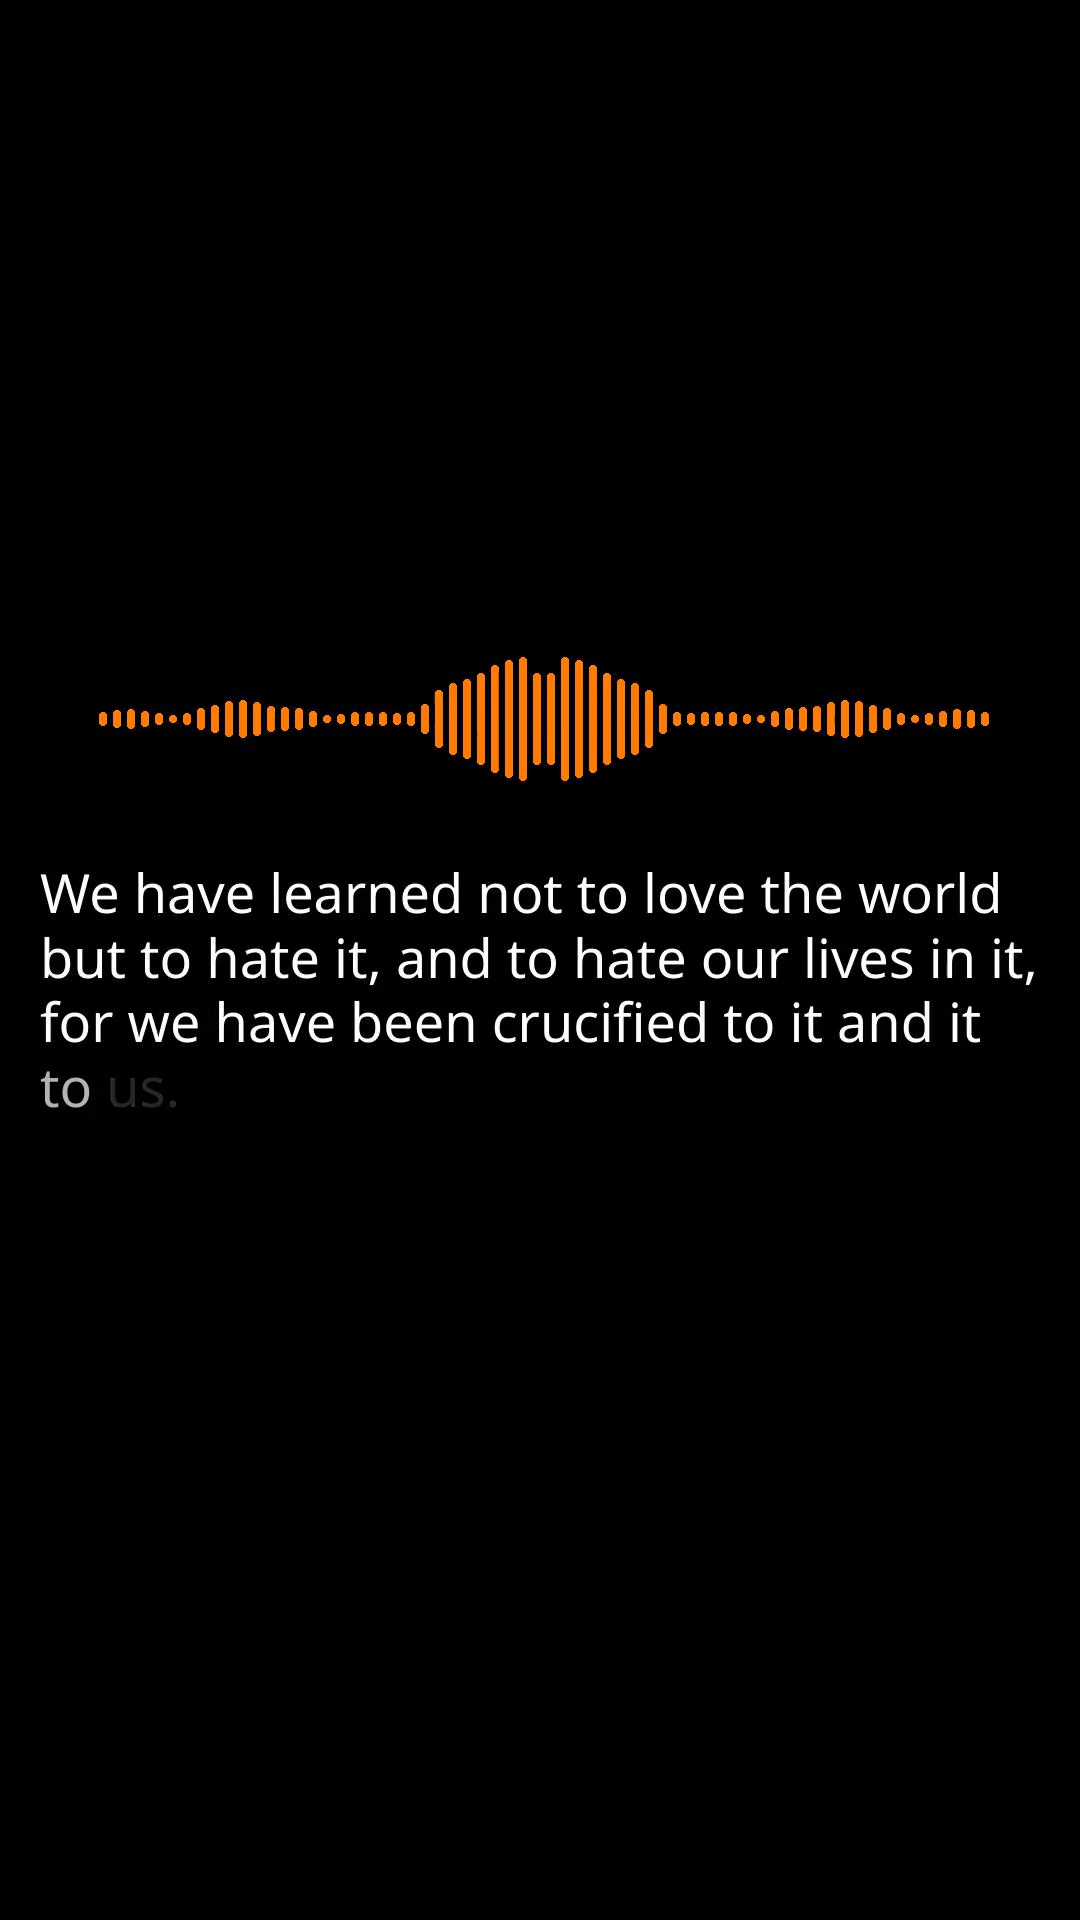 We have learned not to love the world
but to hate it, and to hate our lives in it,
for we have been crucified to it and it
to us.